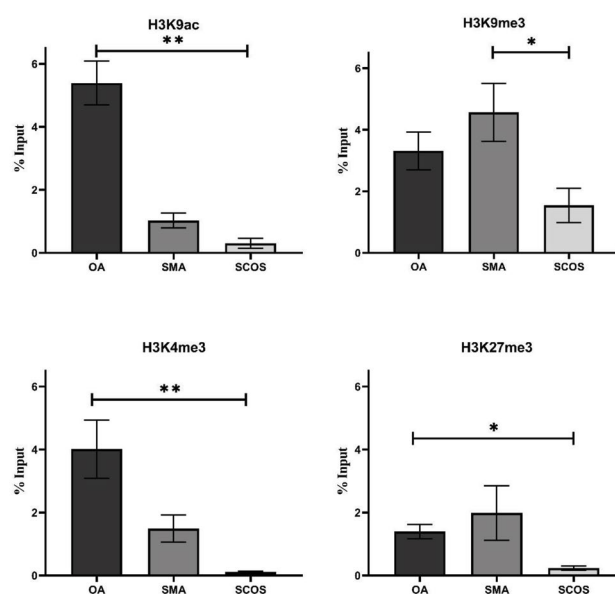 H3K9ac
**
% Input
6
4
2
0
OA SMA SCOS
H3K9me3
*
% Input
6
4
2
0
OA SMA SCOS
H3K4me3
**
% Input
6
4
2
0
OA SMA SCOS
H3K27me3
*
% Input
6
4
2
0
OA SMA SCOS